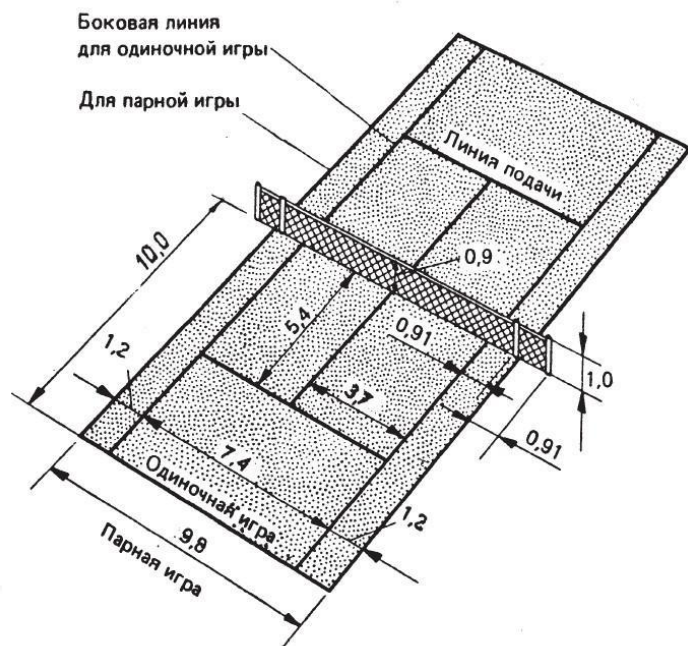 Боковая линия
для одиночной игры
Для парной игры
Линия подачи
10,0
0,9
5,4
0,91
1,0
1,2
3,7
0,91
7,4
Одиночная игра
1,2
9,8
Парная игра